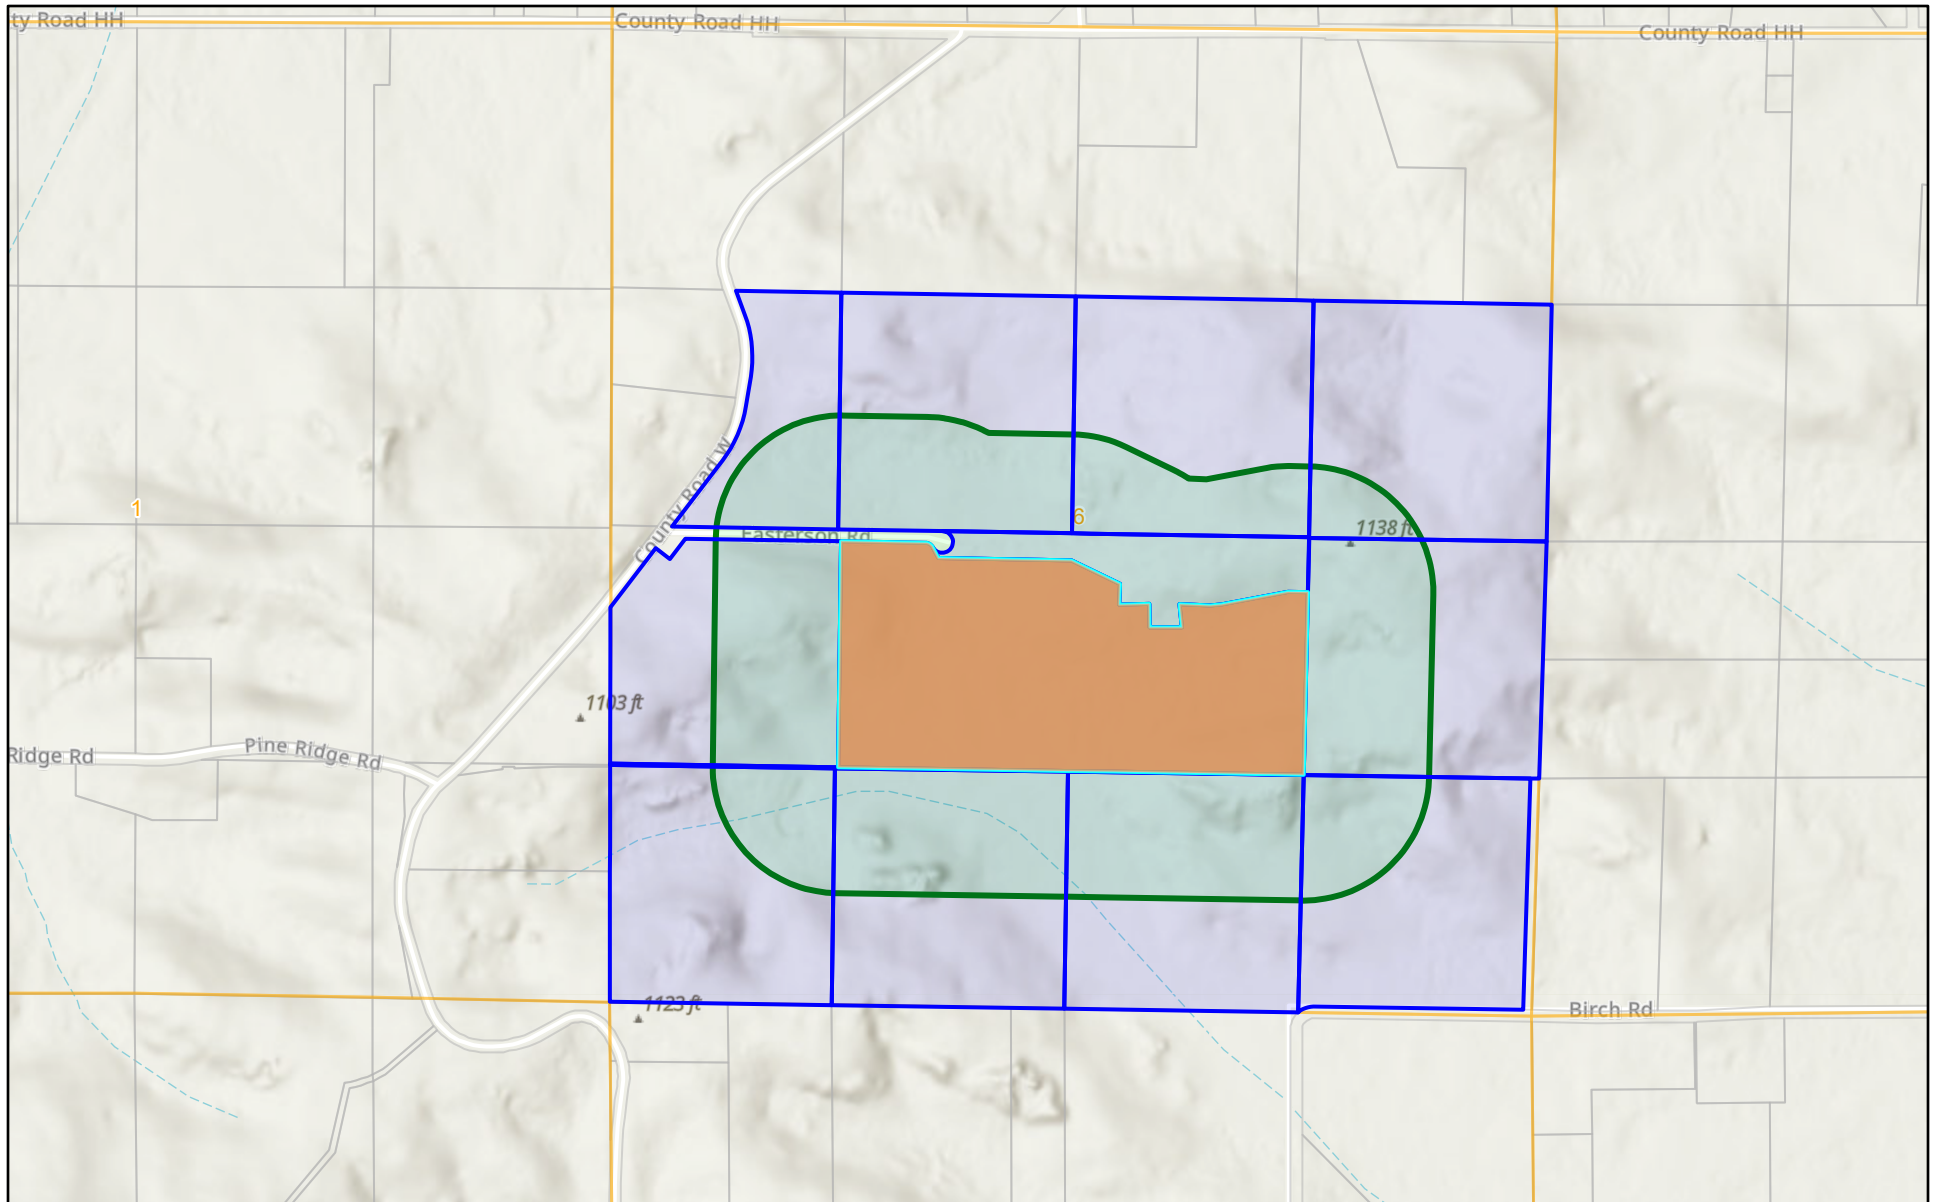 ty Road HH
County Road HH
County Road HH
County Road W
1
6
1138 ft
Easterson Rd
1103 ft
Ridge Rd
Pine Ridge Rd
1123 ft
Birch Rd